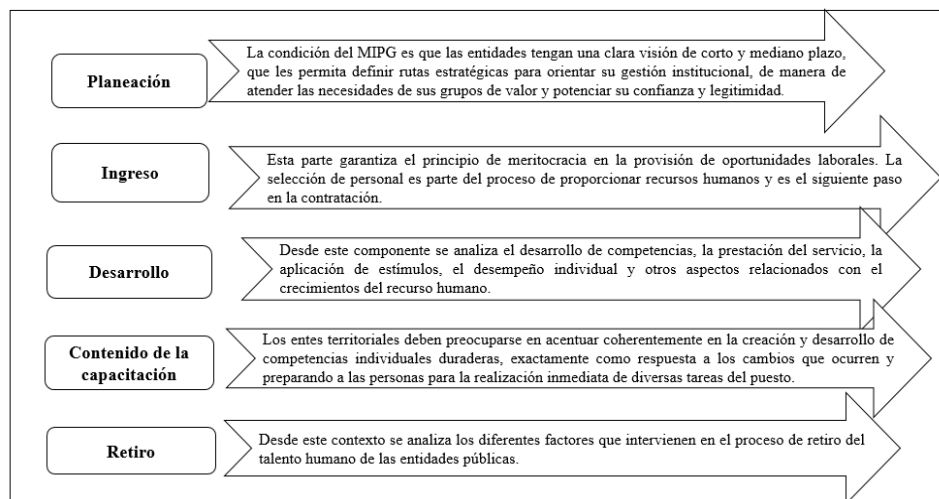 Planeación
La condición del MIPG es que las entidades tengan una clara visión de corto y mediano plazo,
que les permita definir rutas estratégicas para orientar su gestión institucional, de manera de
atender las necesidades de sus grupos de valor y potenciar su confianza y legitimidad.
Ingreso
Esta parte garantiza el principio de meritocracia en la provisión de oportunidades laborales. La
selección de personal es parte del proceso de proporcionar recursos humanos y es el siguiente paso
en la contratación.
Desarrollo
Desde este componente se analiza el desarrollo de competencias, la prestación del servicio, la
aplicación de estímulos, el desempeño individual y otros aspectos relacionados con el
crecimientos del recurso humano.
Contenido de la
capacitación
Los entes territoriales deben preocuparse en acentuar coherentemente en la creación y desarrollo de
competencias individuales duraderas, exactamente como respuesta a los cambios que ocurren y
preparando a las personas para la realización inmediata de diversas tareas del puesto.
Retiro
Desde este contexto se analiza los diferentes factores que intervienen en el proceso de retiro del
talento humano de las entidades públicas.